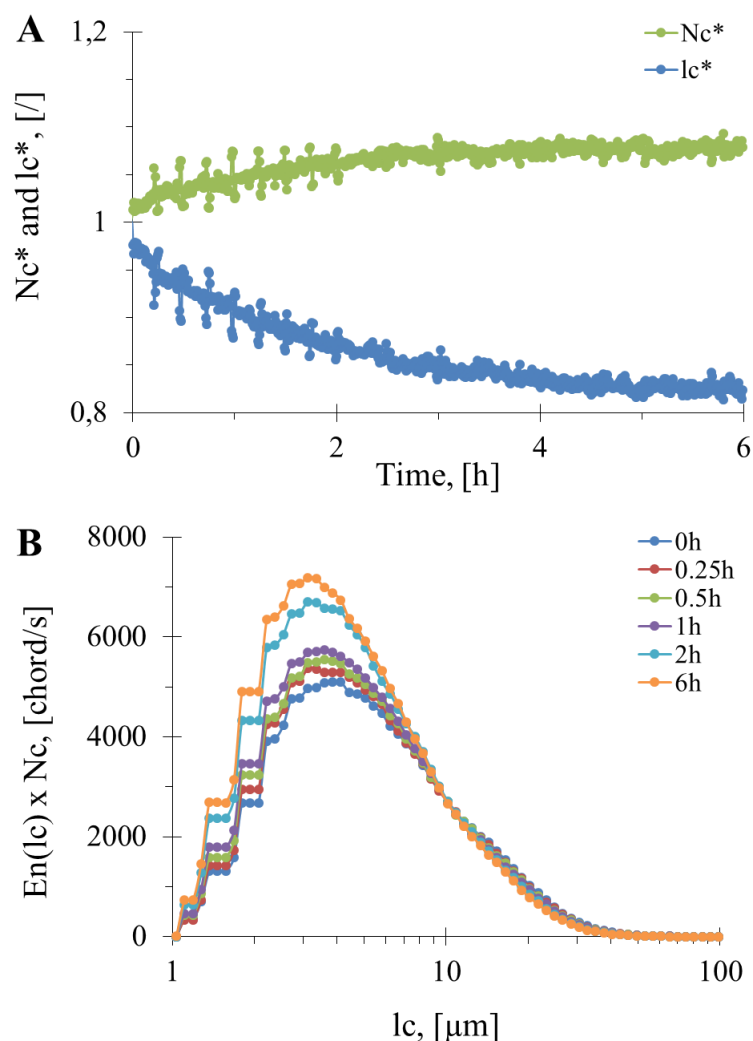 A
1,2
1
0,8
Nc* and lc*, [/]
Nc*
lc*
0
2
4
6
Time, [h]
B
8000
6000
4000
2000
0
En(lc) x Nc, [chord/s]
0h
0.25h
0.5h
1h
2h
6h
1
10
100
lc, [µm]